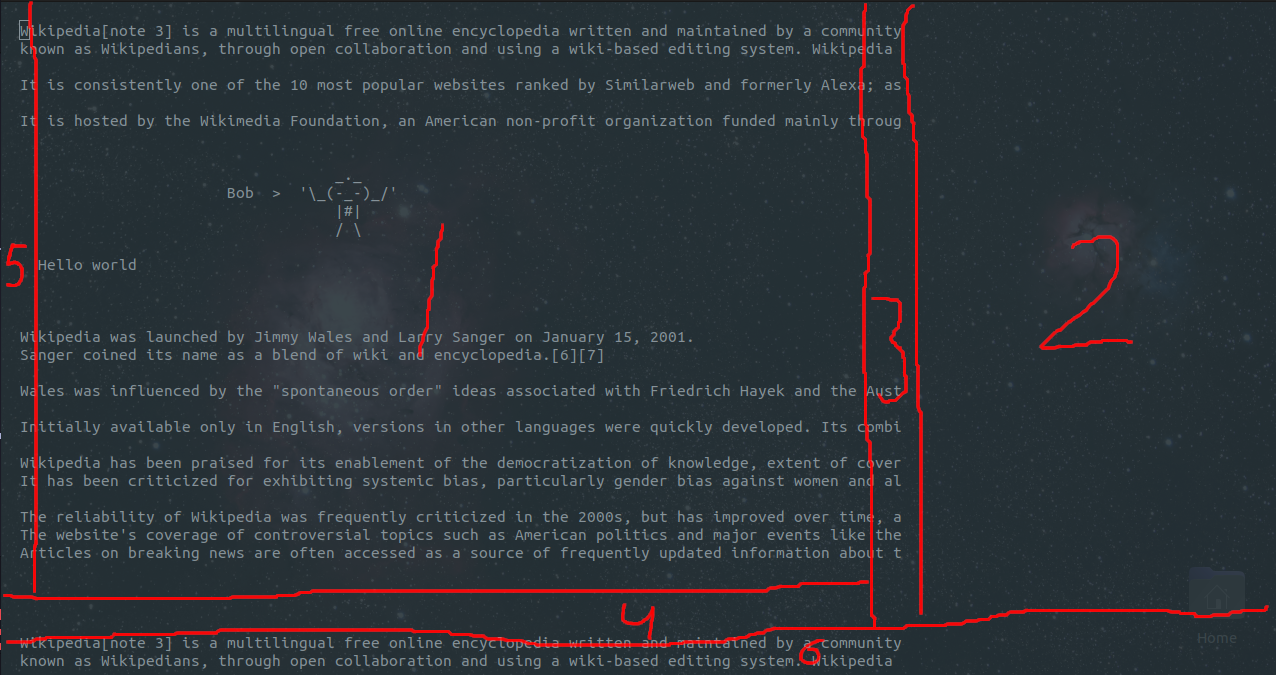 Wikipedia[note 3] is a multilingual free online encyclopedia written and maintained by a community
known as Wikipedians, through open collaboration and using a wiki-based editing system. Wikipedia
It is consistently one of the 10 most popular websites ranked by Similarweb and formerly Alexa; as
It is hosted by the Wikimedia Foundation, an American non-profit organization funded mainly throug
_._
Bob  >  '\_(-_-)_/'
|#|
/ \
1
2
5
Hello world
3
Wikipedia was launched by Jimmy Wales and Larry Sanger on January 15, 2001.
Sanger coined its name as a blend of wiki and encyclopedia.[6][7]
Wales was influenced by the "spontaneous order" ideas associated with Friedrich Hayek and the Aust
Initially available only in English, versions in other languages were quickly developed. Its combi
Wikipedia has been praised for its enablement of the democratization of knowledge, extent of cover
It has been criticized for exhibiting systemic bias, particularly gender bias against women and al
The reliability of Wikipedia was frequently criticized in the 2000s, but has improved over time, a
The website's coverage of controversial topics such as American politics and major events like the
Articles on breaking news are often accessed as a source of frequently updated information about t
4
Home
Wikipedia[note 3] is a multilingual free online encyclopedia written and maintained by a community
known as Wikipedians, through open collaboration and using a wiki-based editing system. Wikipedia
6